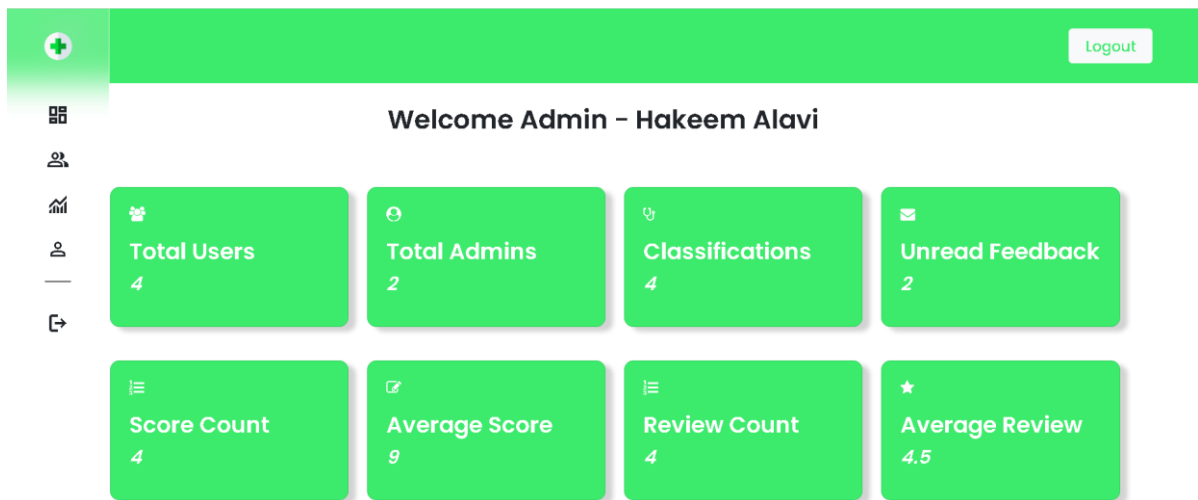 Logout
Welcome Admin - Hakeem Alavi
Total Users
4
Total Admins
2
Classifications
4
Unread Feedback
2
Score Count
4
Average Score
9
Review Count
4
Average Review
4.5